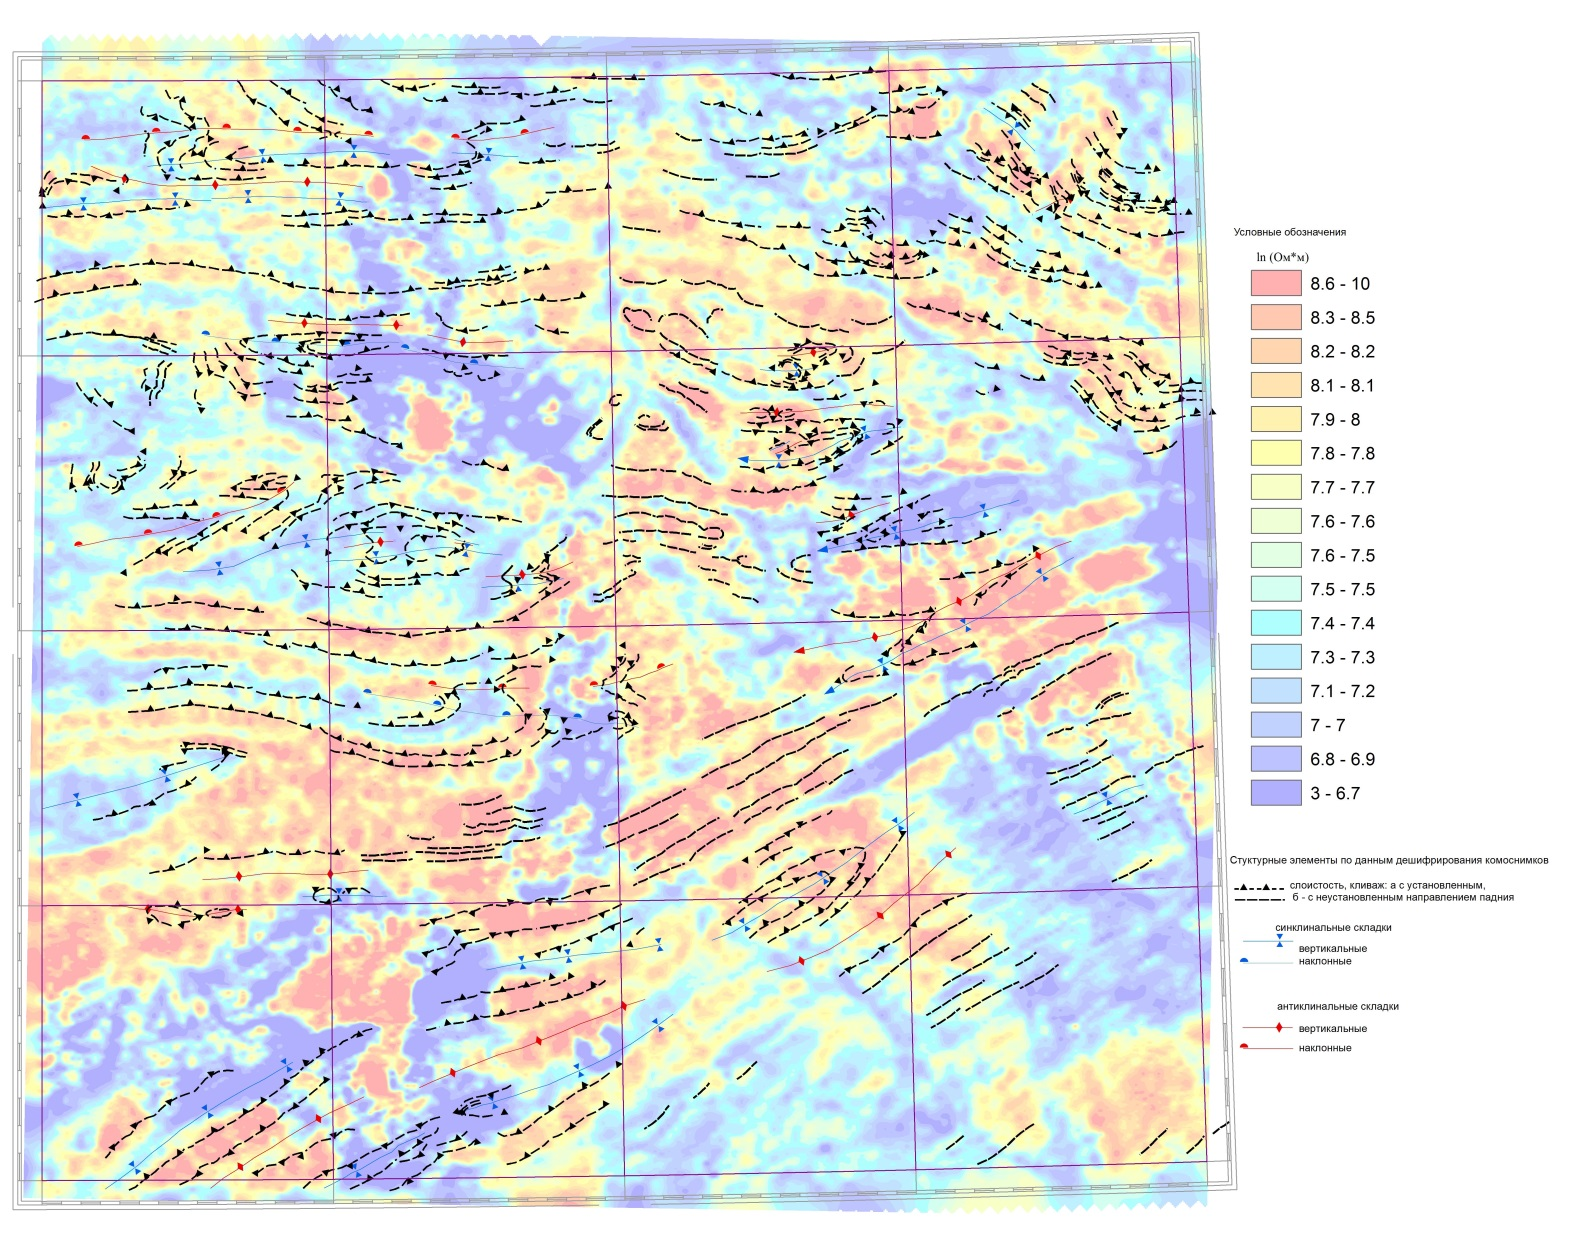 Условные обозначения
ln (Ом*м)
8.6 - 10
8.3 - 8.5
8.2 - 8.2
8.1 - 8.1
7.9 - 8
7.8 - 7.8
7.7 - 7.7
7.6 - 7.6
7.6 - 7.5
7.5 - 7.5
7.4 - 7.4
7.3 - 7.3
7.1 - 7.2
7 - 7
6.8 - 6.9
3 - 6.7
Стуктурные элементы по данным дешифрирования комоснимков
слоистость, кливаж: а с установленным,
б - с неустановленным направлением падния
синклинальные складки
вертикальные
наклонные
антиклинальные складки
вертикальные
наклонные